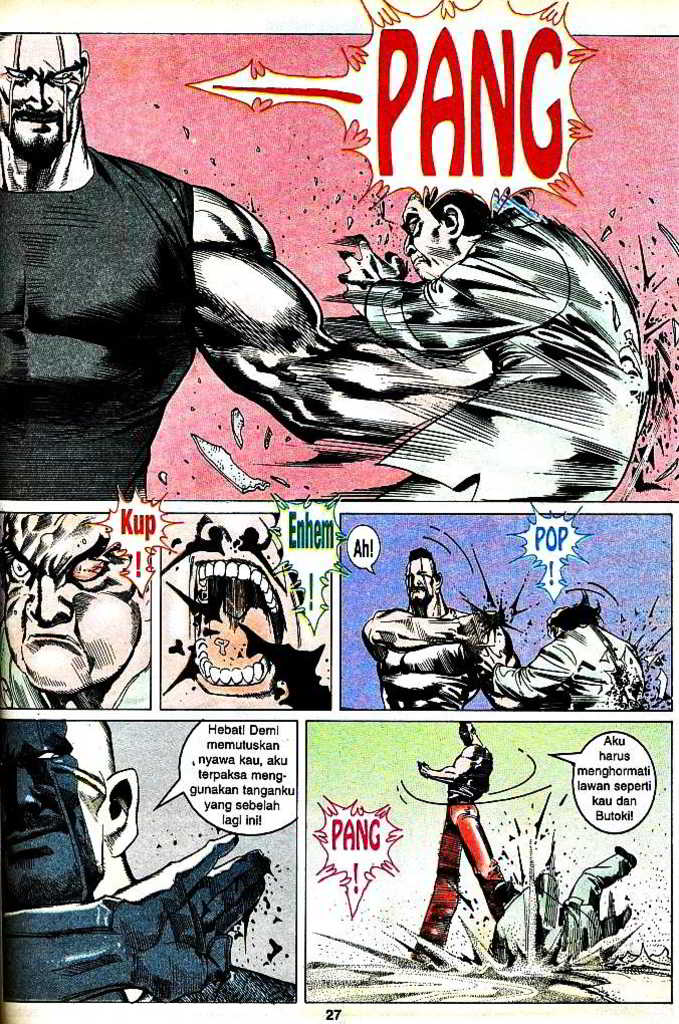 PANG
Kup
!
Enhem
!
Ah!
POP
!
Hebat! Demi
memutuskan
nyawa kau, aku
terpaksa meng-
gunakan tanganku
yang sebelah
lagi ini!
Aku
harus
menghormati
lawan seperti
kau dan
Butoki!
PANG
!
27